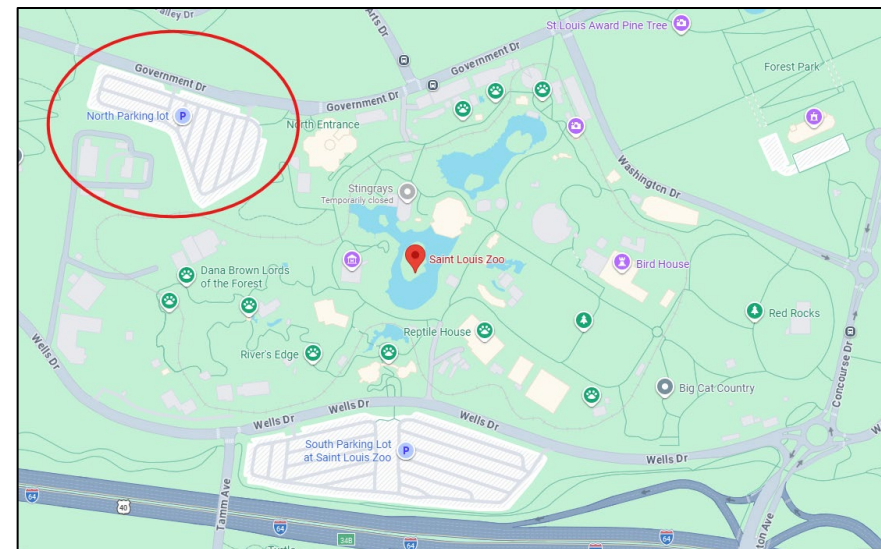 St Louis Award Pine Tree
Government Dr
Forest Park
Government Dr
North Parking lot
P
Government Dr
North Entrance
Washington Dr
Stingrays
Temporarily closed
Saint Louis Zoo
Bird House
Dana Brown Lords
of the Forest
Red Rocks
Reptile House
River's Edge
Wells Dr
Concourse Dr
Big Cat Country
Wells Dr
Wells Dr
Wells Dr
South Parking Lot
at Saint Louis Zoo
P
Wells Dr
64
40
Tamm Ave
64
34B
64
64